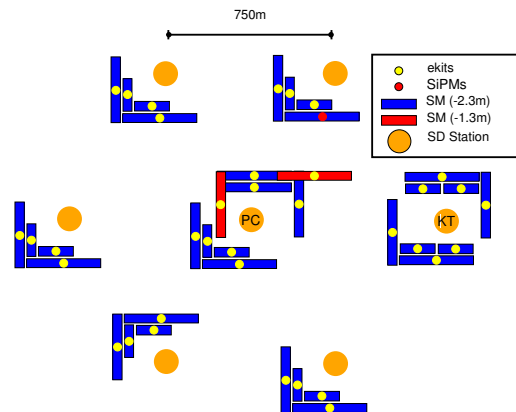 750m
ekits
SiPMs
SM (-2.3m)
SM (-1.3m)
SD Station
PC
KT